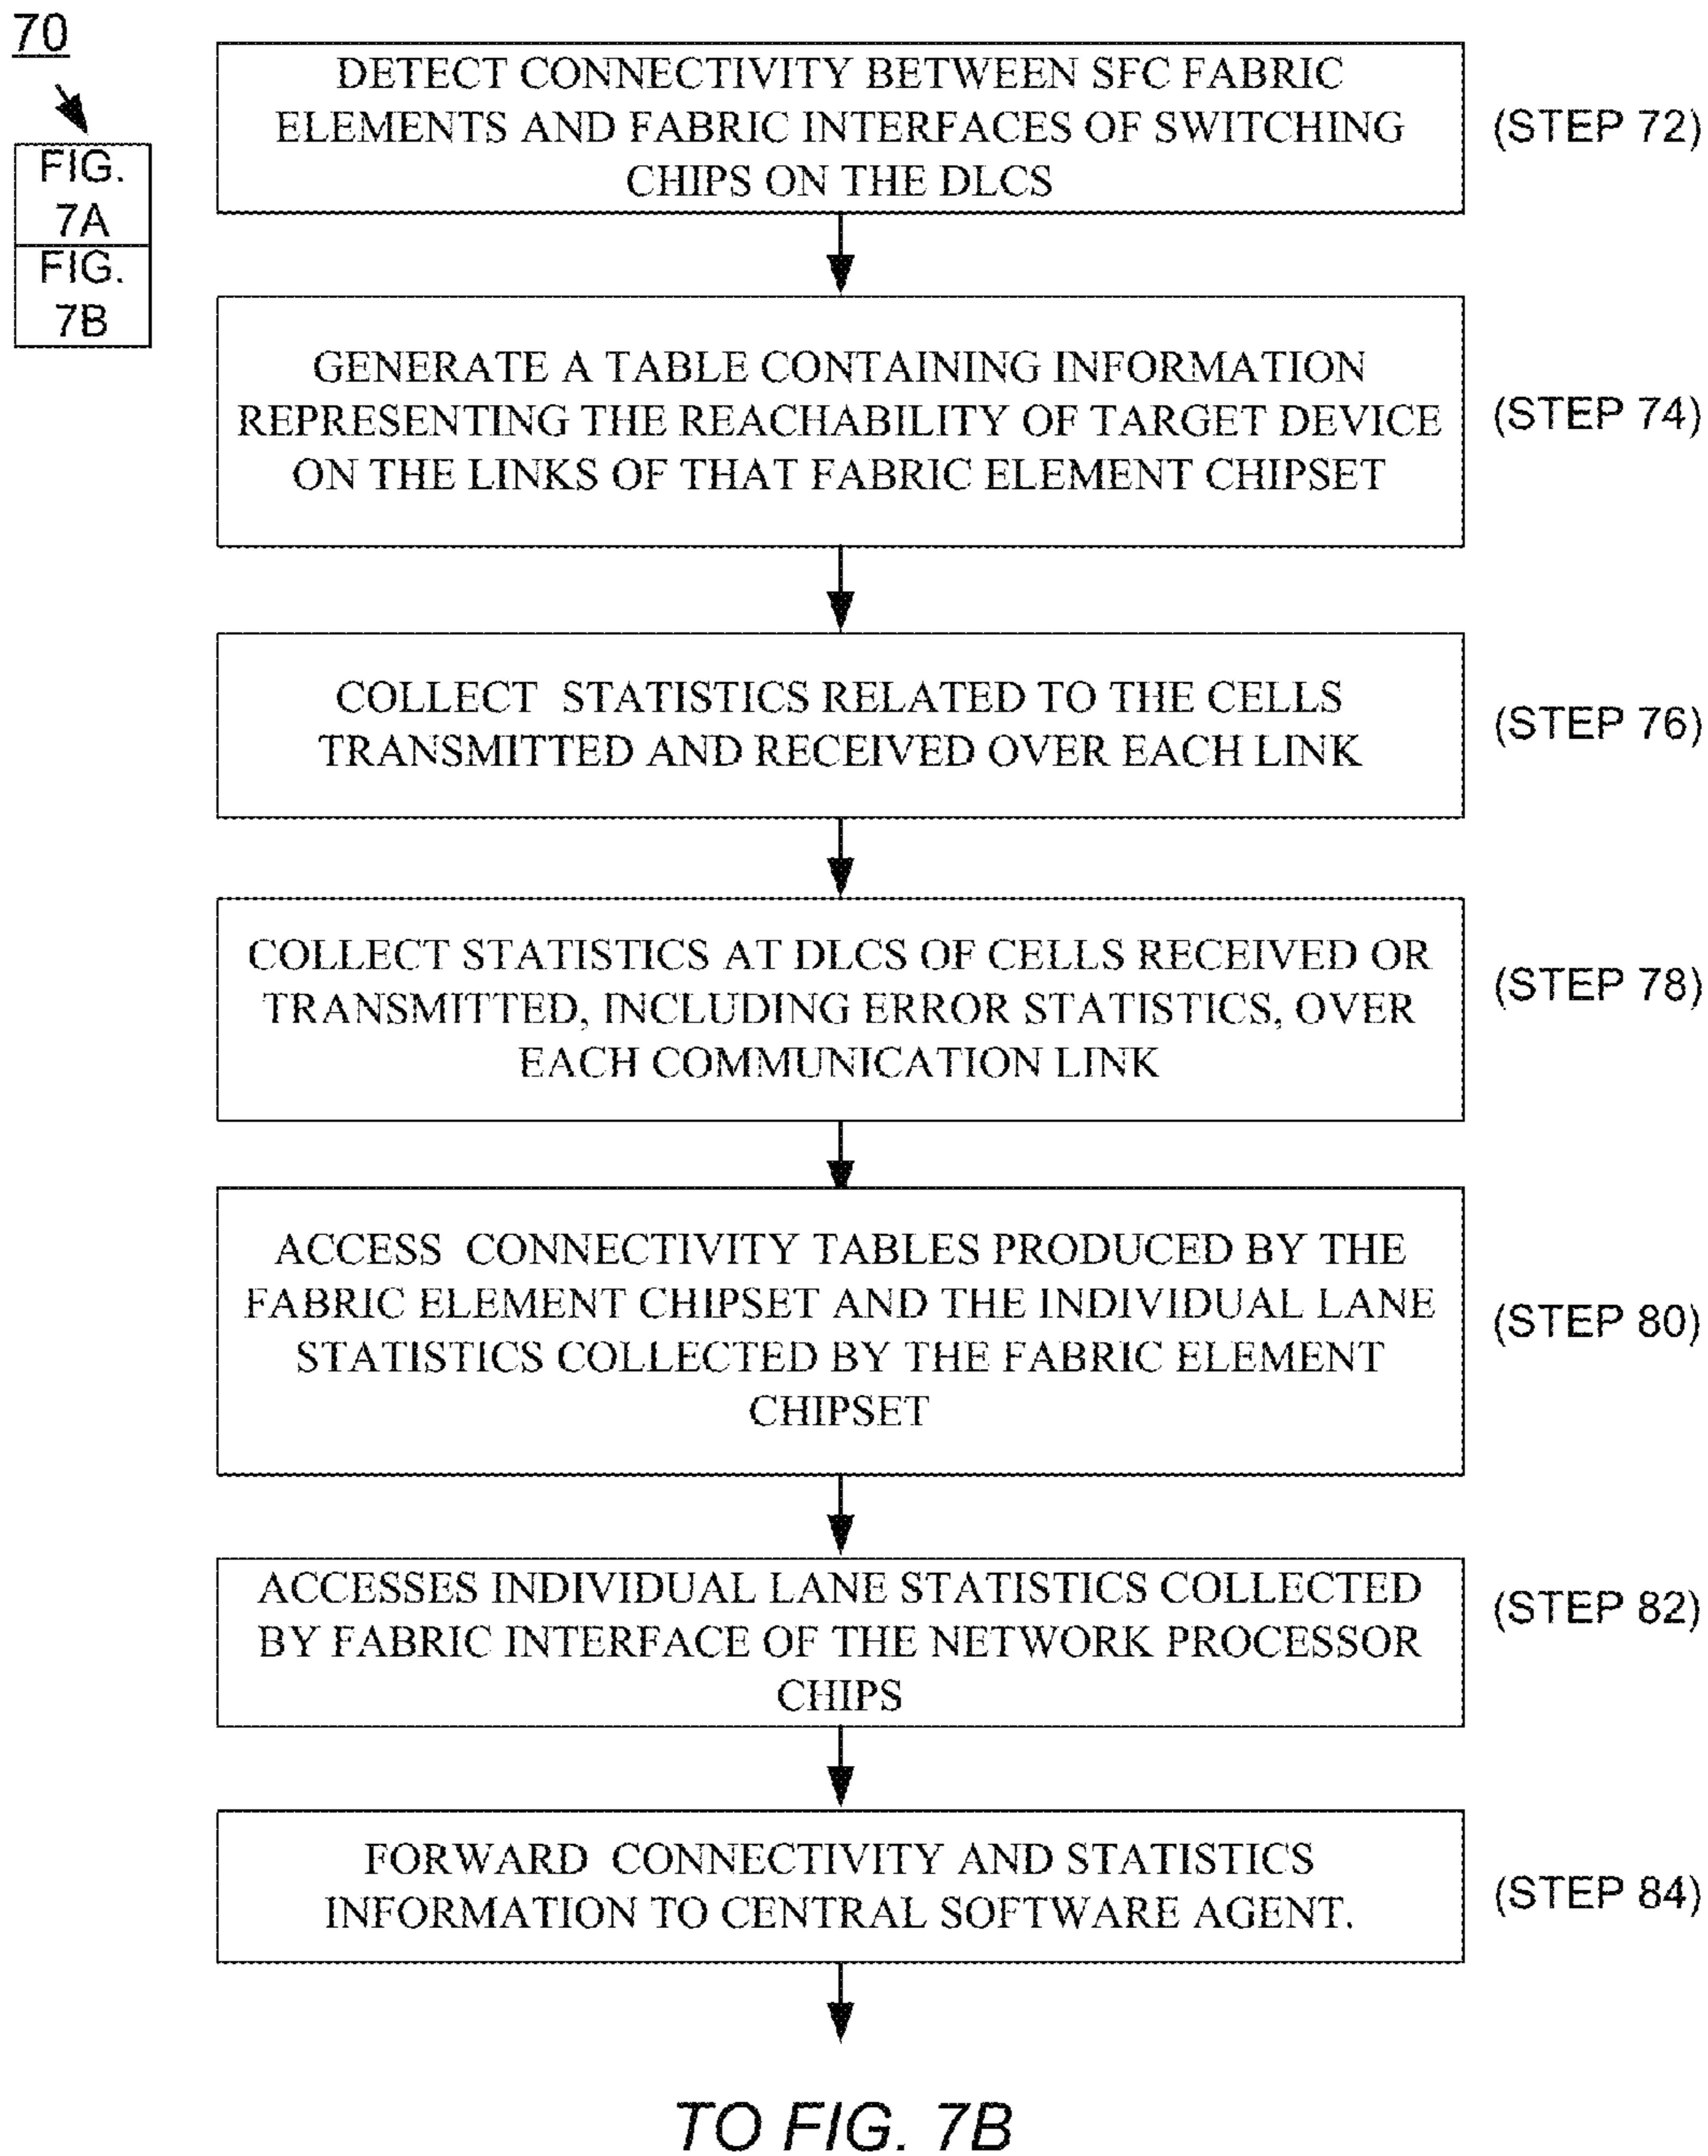 70
FIG.
7A
FIG.
7B
DETECT CONNECTIVITY BETWEEN SFC FABRIC
ELEMENTS AND FABRIC INTERFACES OF SWITCHING
CHIPS ON THE DLCS
(STEP 72)
GENERATE A TABLE CONTAINING INFORMATION
REPRESENTING THE REACHABILITY OF TARGET DEVICE
ON THE LINKS OF THAT FABRIC ELEMENT CHIPSET
(STEP 74)
COLLECT STATISTICS RELATED TO THE CELLS
TRANSMITTED AND RECEIVED OVER EACH LINK
(STEP 76)
COLLECT STATISTICS AT DLCS OF CELLS RECEIVED OR
TRANSMITTED, INCLUDING ERROR STATISTICS, OVER
EACH COMMUNICATION LINK
(STEP 78)
ACCESS CONNECTIVITY TABLES PRODUCED BY THE
FABRIC ELEMENT CHIPSET AND THE INDIVIDUAL LANE
STATISTICS COLLECTED BY THE FABRIC ELEMENT
CHIPSET
(STEP 80)
ACCESSES INDIVIDUAL LANE STATISTICS COLLECTED
BY FABRIC INTERFACE OF THE NETWORK PROCESSOR
CHIPS
(STEP 82)
FORWARD CONNECTIVITY AND STATISTICS
INFORMATION TO CENTRAL SOFTWARE AGENT.
(STEP 84)
TO FIG. 7B